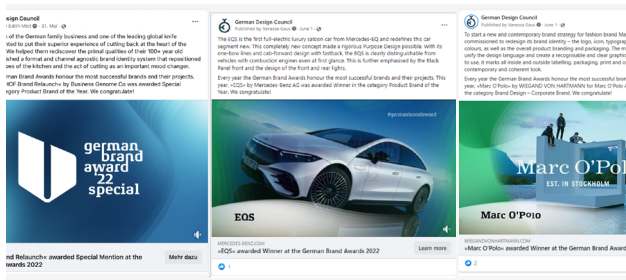 sign Council
31. Mai
of the German family business and one of the leading global knife
ted to put their superior experience of cutting back at the heart of the
We helped them rediscover the primal qualities of their 100+ year old
shed a formal and channel agnostic brand identity system that repositioned
pes of the kitchen and the act of cutting as an important mood changer.
man Brand Awards honour the most successful brands and their projects.
HOF Brand Relaunch» by Business Genome Co was awarded Special
egory Product Brand of the Year. We congratulate!
german
brand
award
22
special
nd Relaunch« awarded Special Mention at the
wards 2022
Mehr dazu
German Design Council
Published by Vanessa Gaus · June 1
The EQS is the first full-electric luxury saloon car from Mercedes-EQ and redefines this car
segment new. This completely new concept made a rigorous Purpose Design possible. With its
one-bow lines and cab-forward design with fastback, the EQS is clearly distinguishable from
vehicles with combustion engines even at first glance. This is further emphasised by the Black
Panel front and the design of the front and rear lights.
Every year the German Brand Awards honour the most successful brands and their projects. This
year, »EQS« by Mercedes-Benz AG was awarded Winner in the category Product Brand of the
Year. We congratulate!
#germanbrandaward
EQS
MERCEDES-BENZ.COM
»EQS« awarded Winner at the German Brand Awards 2022
Learn more
1
German Design Council
Published by Vanessa Gaus · June 1
To start a new and contemporary brand strategy for fashion brand Ma
commissioned to redesign its brand identity – the logo, icon, typograp
colours, as well as the overall product branding and packaging. The m
unify the design language and create a recognisable and clear graphic
to use, it marks all inside and outside labelling, packaging, print and o
contemporary and coherent look.
Every year the German Brand Awards honour the most successful bran
year, »Marc O'Polo« by WIEGAND VON HARTMANN for Marc O'Polo A
the category Brand Design – Corporate Brand. We congratulate!
Marc O'Pol
EST. IN STOCKHOLM
Marc O'Polo
WIEGANDVONHARTMANN.COM
»Marc O'Polo« awarded Winner at the German Brand Award
2